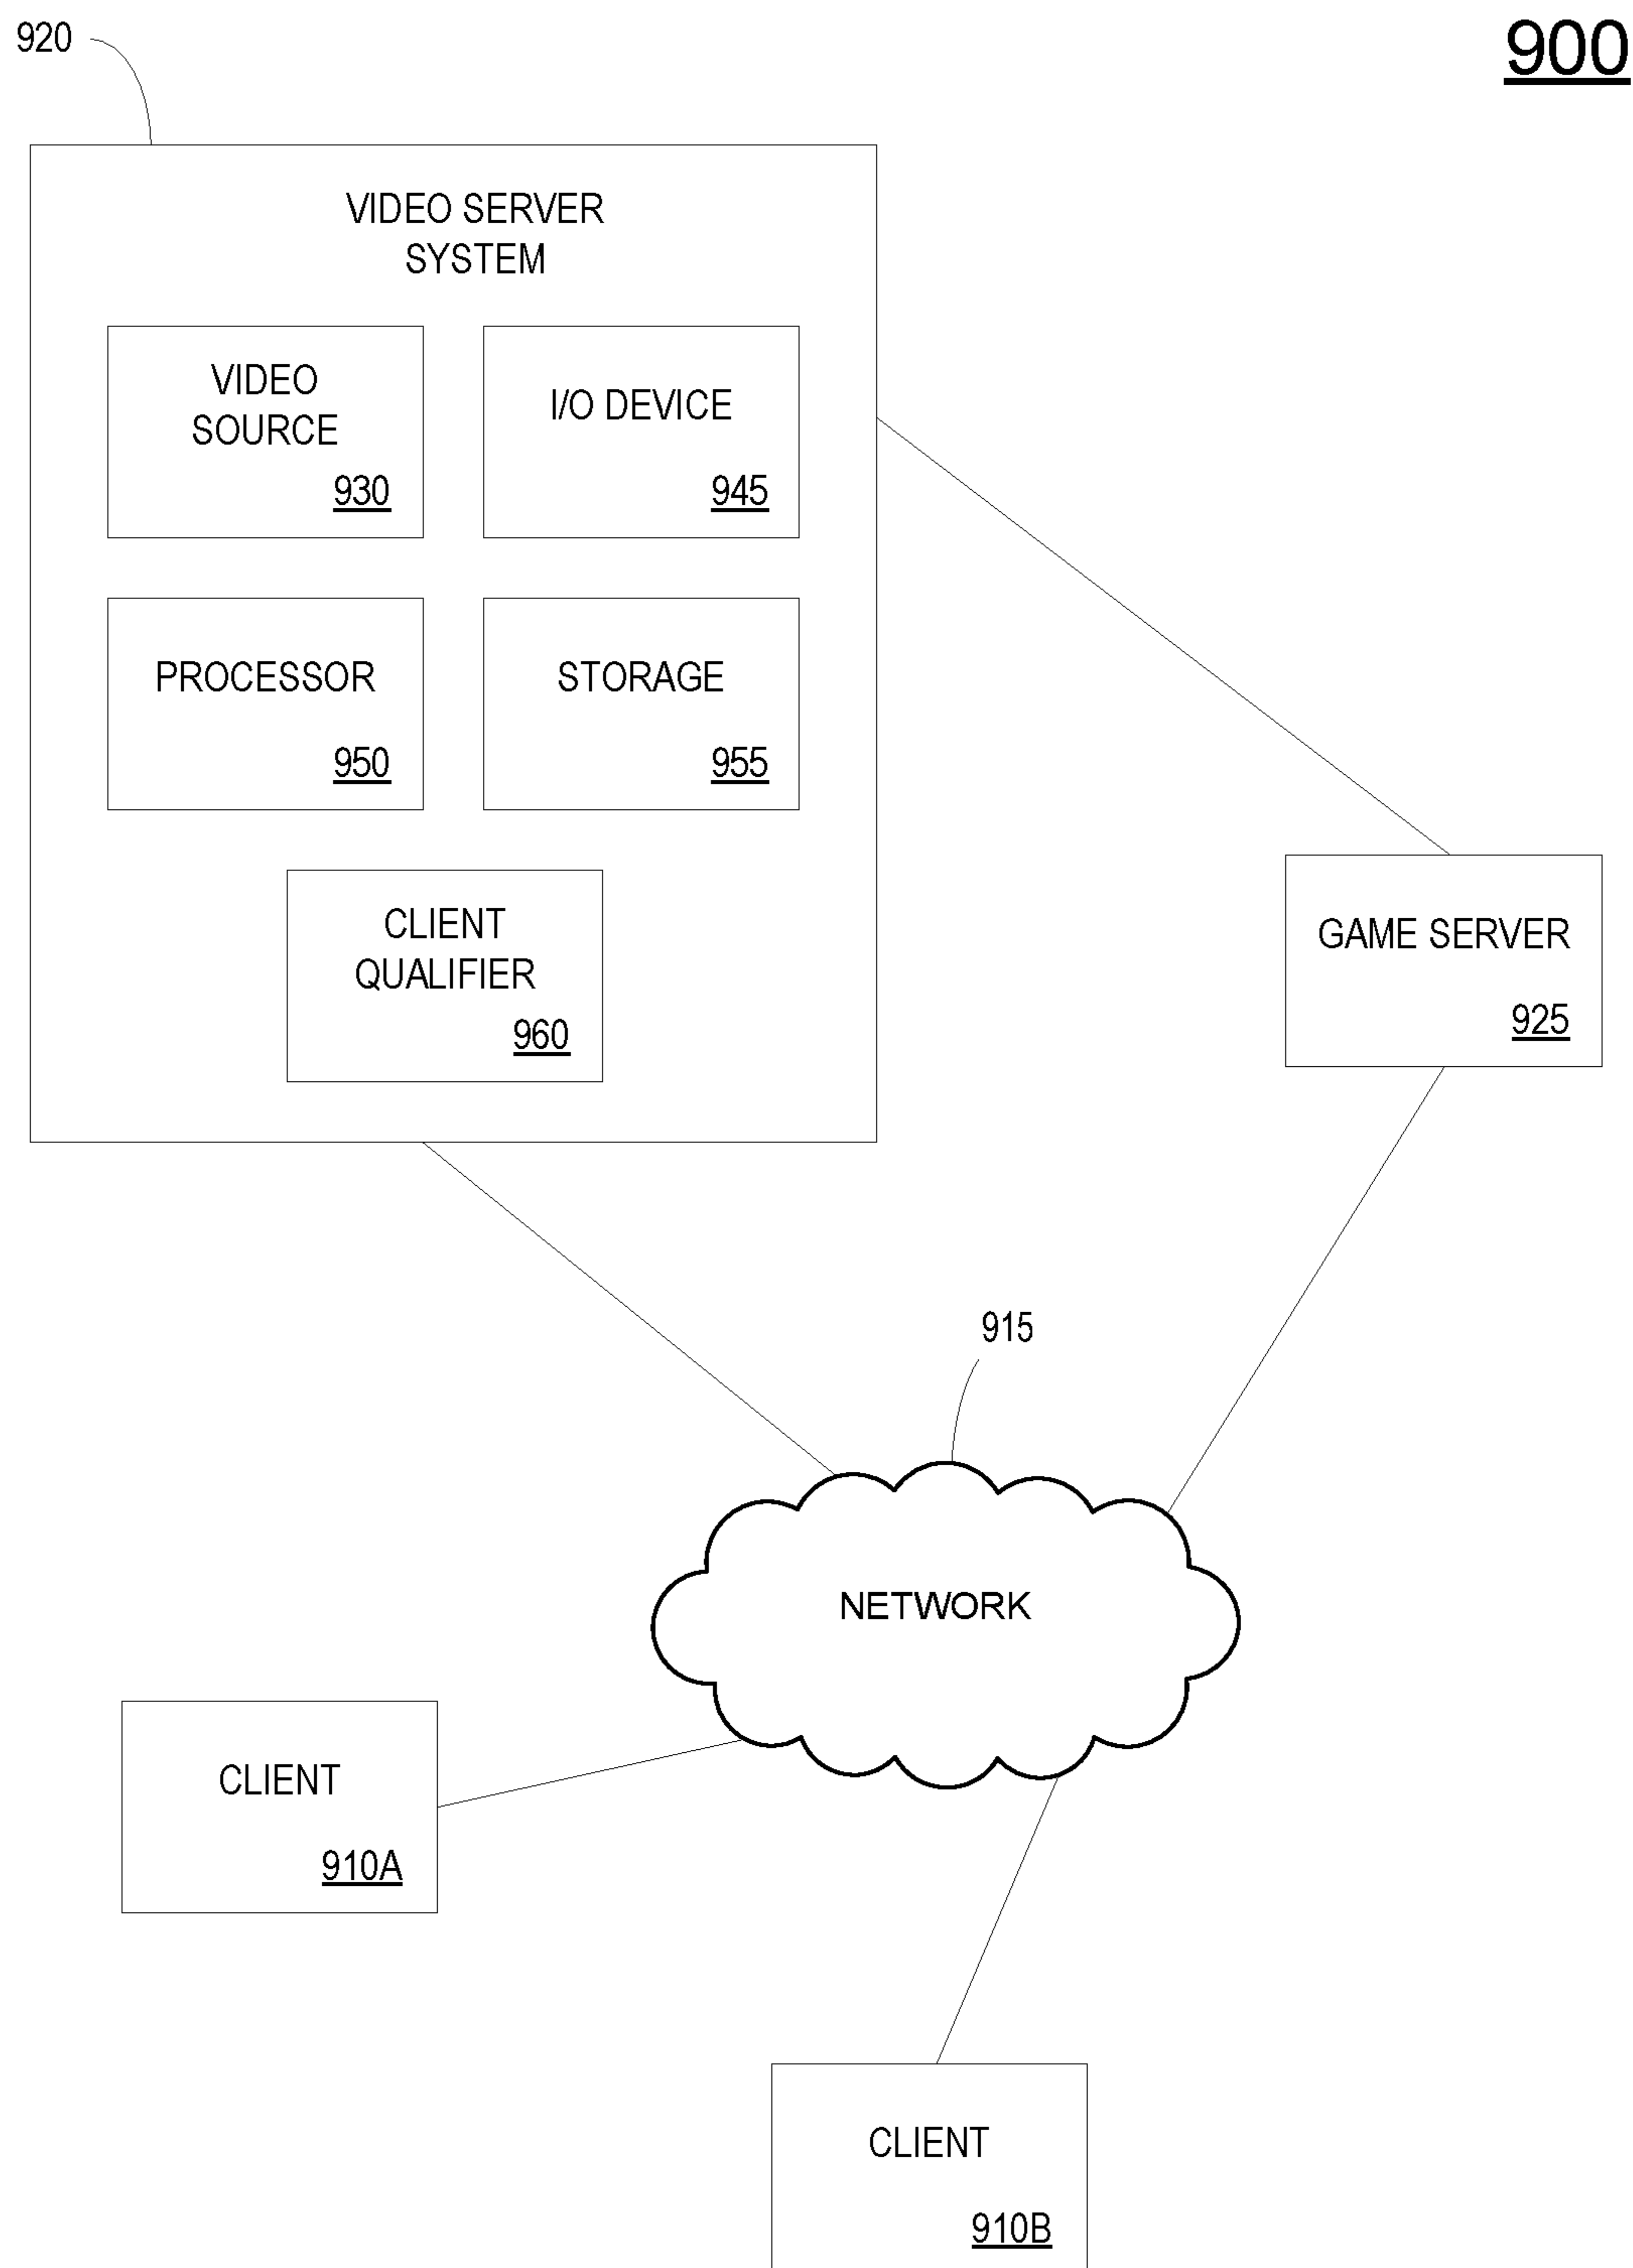 920
900
VIDEO SERVER
SYSTEM
VIDEO
SOURCE
930
I/O DEVICE
945
PROCESSOR
950
STORAGE
955
CLIENT
QUALIFIER
960
GAME SERVER
925
915
NETWORK
CLIENT
910A
CLIENT
910B